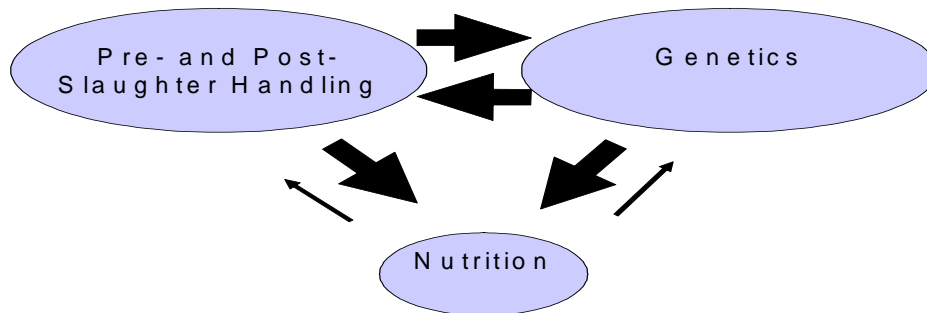 Pre- and Post-
Slaughter Handling
Genetics
Nutrition